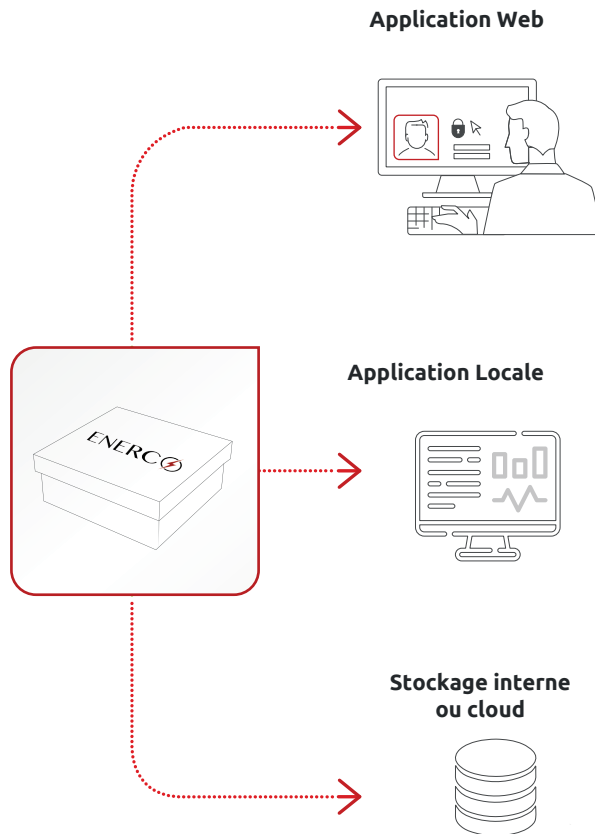 Application Web
ENERCO
Application Locale
Stockage interne
ou cloud